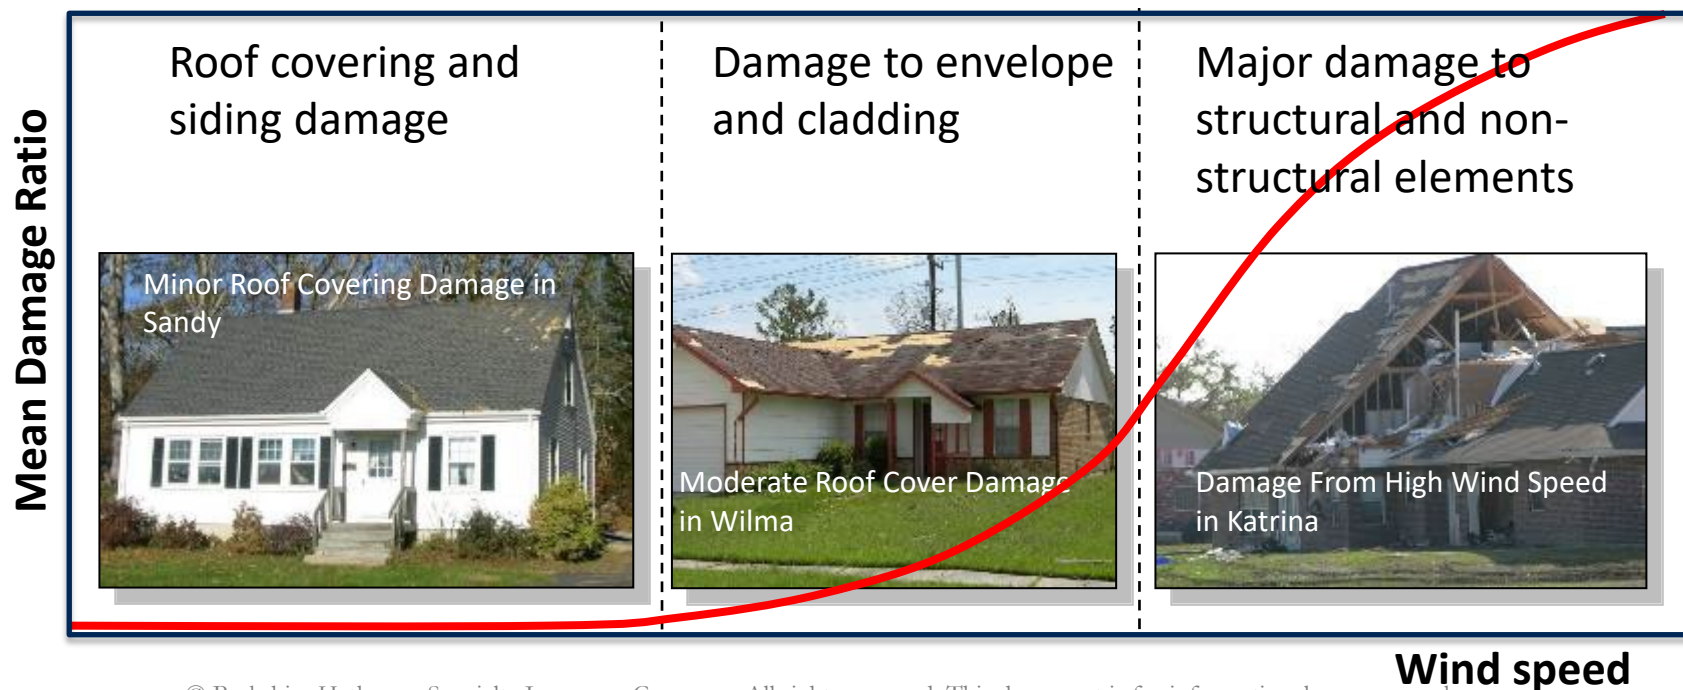 Roof covering and
siding damage
Damage to envelope
and cladding
Major damage to
structural and non-
structural elements
Mean Damage Ratio
Minor Roof Covering Damage in
Sandy
Moderate Roof Cover Damage
in Wilma
Damage From High Wind Speed
in Katrina
Wind speed